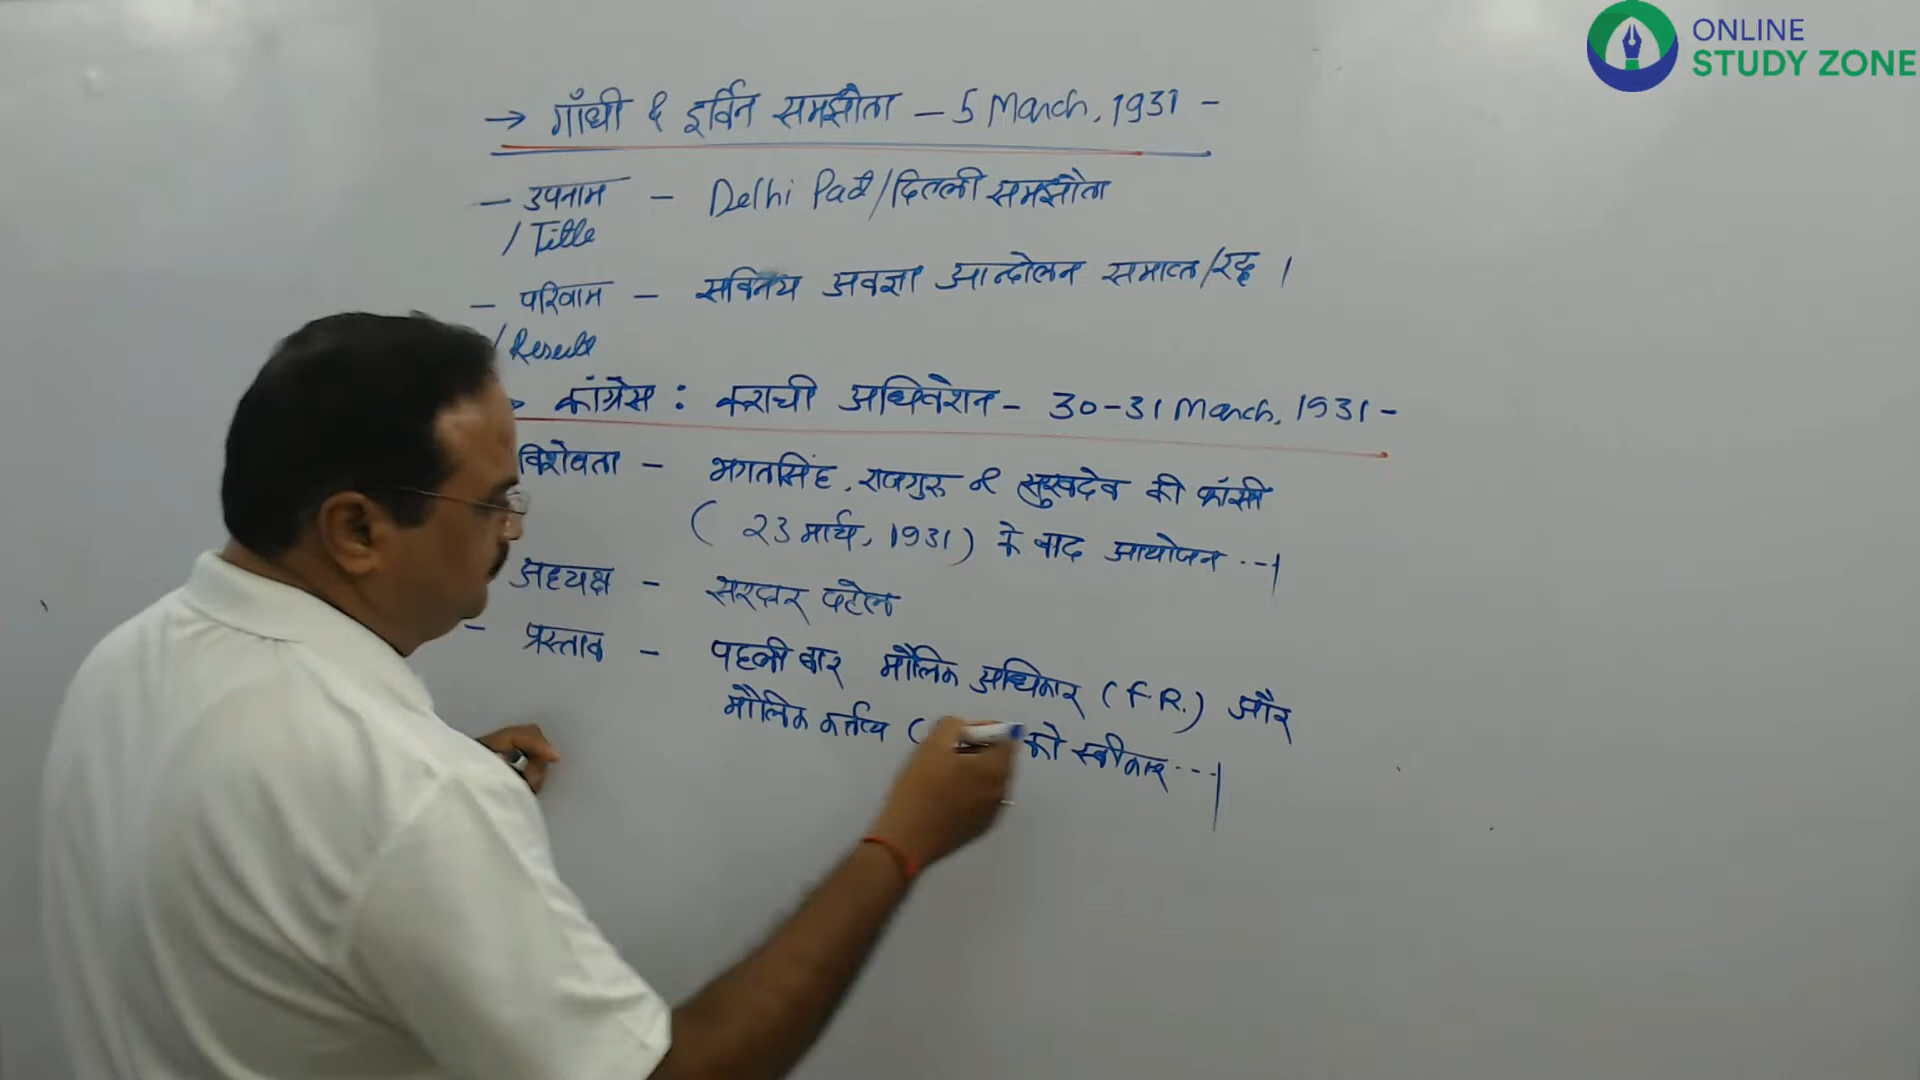 ONLINE
STUDY ZONE
→ गाँधी & इर्विन समझौता – 5 March, 1931 –
– उपनाम – Delhi Pact/दिल्ली समझौता
/ Title
– परिणाम – सविनय अवज्ञा आन्दोलन समाप्त/रद्द ।
/ Result
कांग्रेस : कराची अधिवेशन – 30-31 March, 1931 –
विशेषता – भगतसिंह, राजगुरु & सुखदेव की फाँसी
( 23 मार्च, 1931) के बाद आयोजन ...।
अध्यक्ष – सरदार पटेल
– प्रस्ताव – पहली बार मौलिक अधिकार (F.R.) और
मौलिक कर्त्तव्य ( को स्वीकार ...।